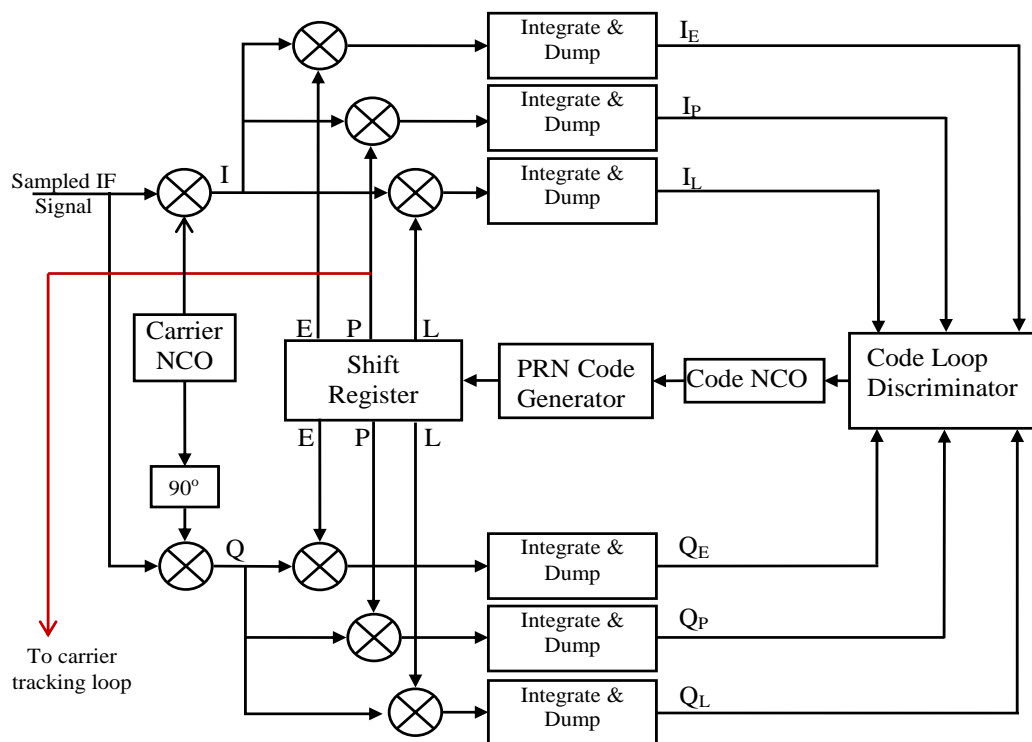 Integrate &
Dump
I_E
Integrate &
Dump
I_P
Integrate &
Dump
I_L
Sampled IF
Signal
I
E
P
L
Carrier
NCO
Shift
Register
PRN Code
Generator
Code NCO
Code Loop
Discriminator
E
P
L
90º
Q
Integrate &
Dump
Q_E
Integrate &
Dump
Q_P
To carrier
tracking loop
Integrate &
Dump
Q_L